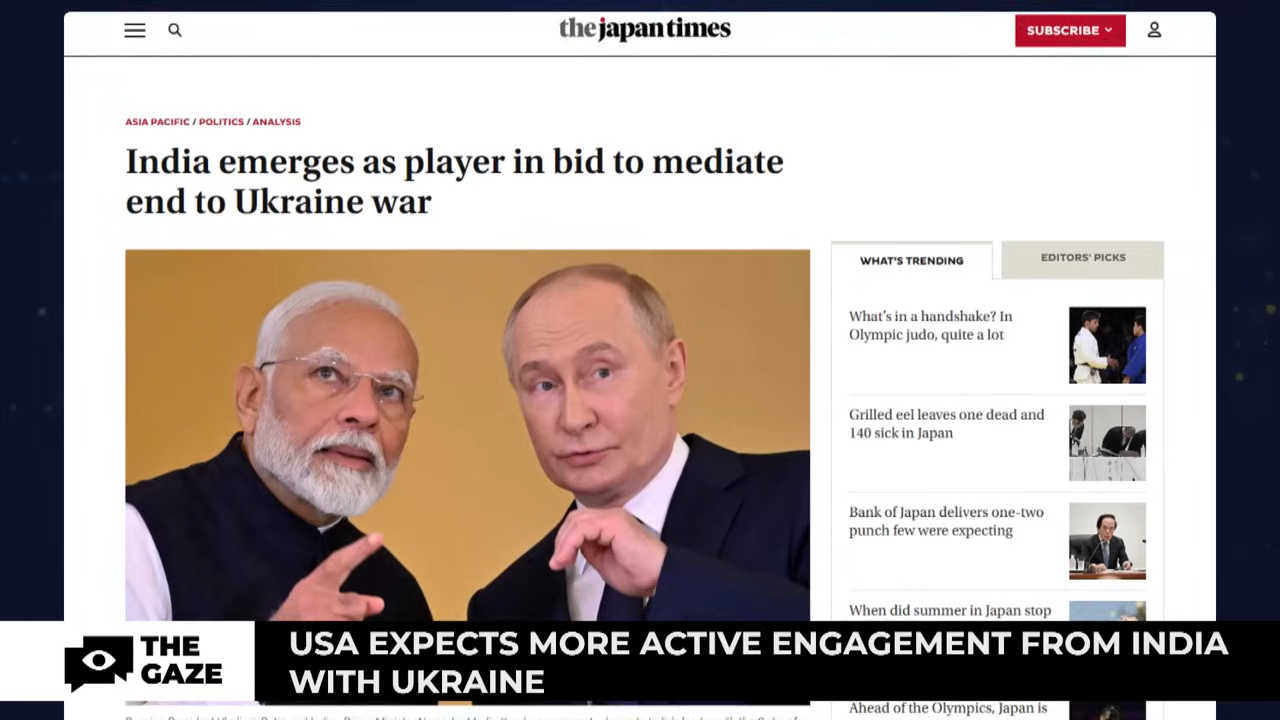 the japan times
SUBSCRIBE
ASIA PACIFIC / POLITICS / ANALYSIS
India emerges as player in bid to mediate
end to Ukraine war
WHAT'S TRENDING
EDITORS' PICKS
What's in a handshake? In
Olympic judo, quite a lot
Grilled eel leaves one dead and
140 sick in Japan
Bank of Japan delivers one-two
punch few were expecting
When did summer in Japan stop
THE
GAZE
USA EXPECTS MORE ACTIVE ENGAGEMENT FROM INDIA
WITH UKRAINE
Ahead of the Olympics, Japan is